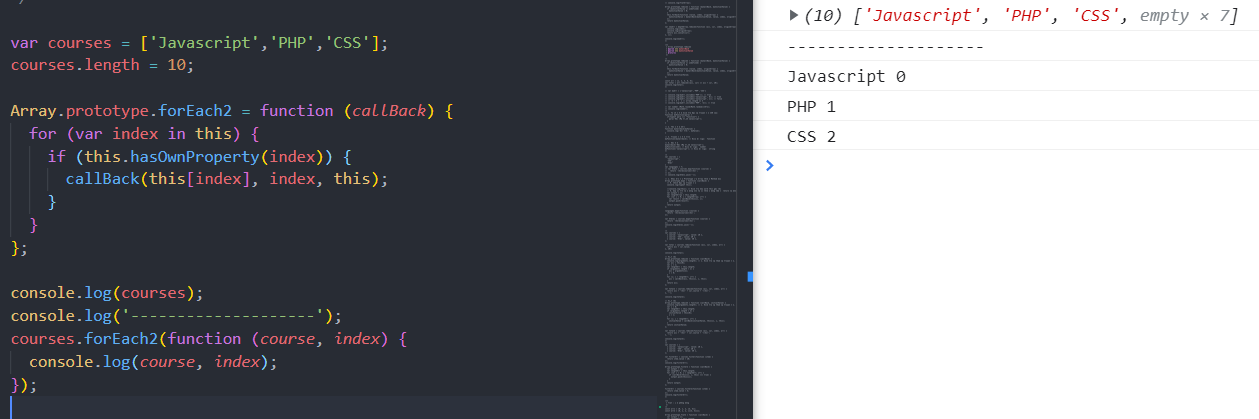 var courses = ['Javascript','PHP','CSS'];
courses.length = 10;
Array.prototype.forEach2 = function (callBack) {
for (var index in this) {
if (this.hasOwnProperty(index)) {
callBack(this[index], index, this);
}
}
};
console.log(courses);
console.log('--------------------');
courses.forEach2(function (course, index) {
console.log(course, index);
});
(10) ['Javascript', 'PHP', 'CSS', empty × 7]
--------------------
Javascript 0
PHP 1
CSS 2